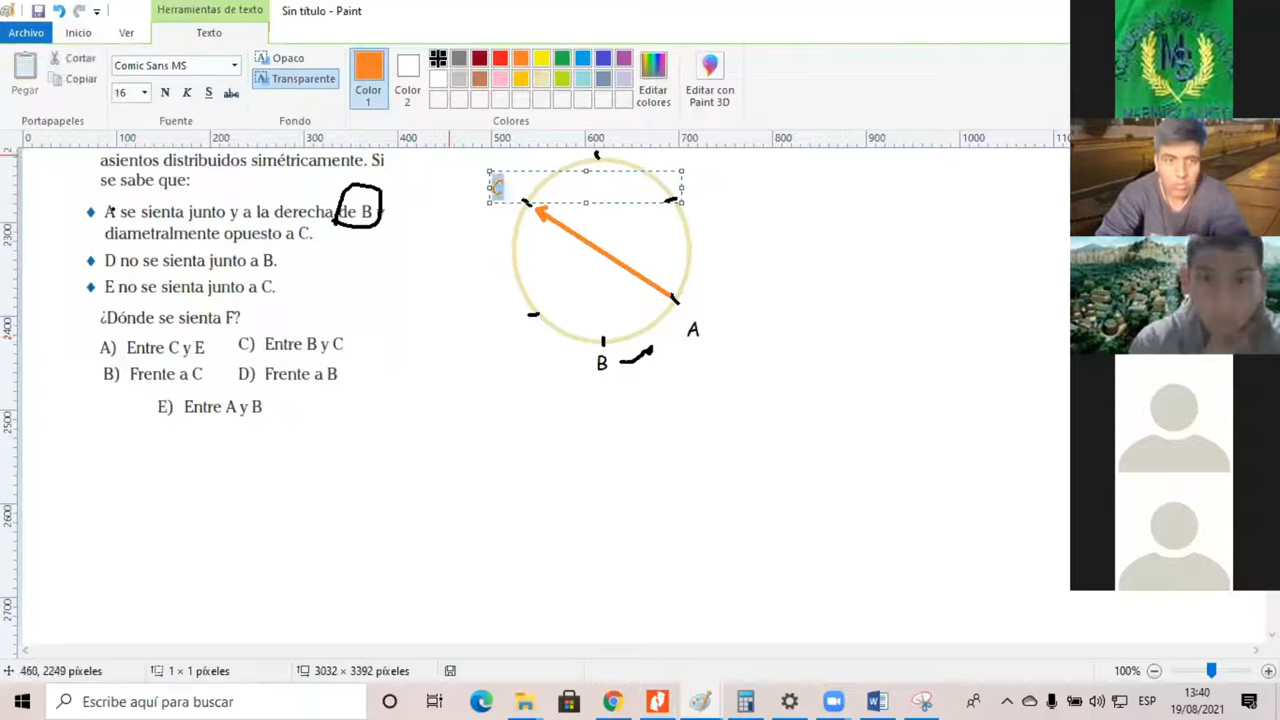 Herramientas de texto
Sin título - Paint
Archivo
Inicio
Ver
Texto
Pegar
Cortar
Copiar
Comic Sans MS
16
N K S abc
Opaco
Transparente
Color 1
Color 2
Editar colores
Editar con Paint 3D
Portapapeles
Fuente
Fondo
Colores
0 100 200 300 400 500 600 700 800 900 1000
2300
2400
2500
2600
2700
asientos distribuidos simétricamente. Si
se sabe que:
A se sienta junto y a la derecha de B y
diametralmente opuesto a C.
D no se sienta junto a B.
E no se sienta junto a C.
¿Dónde se sienta F?
A) Entre C y E
C) Entre B y C
B) Frente a C
D) Frente a B
E) Entre A y B
C
A
B
460, 2249 píxeles
1 × 1 píxeles
3032 × 3392 píxeles
100%
Escribe aquí para buscar
ESP
13:40
19/08/2021